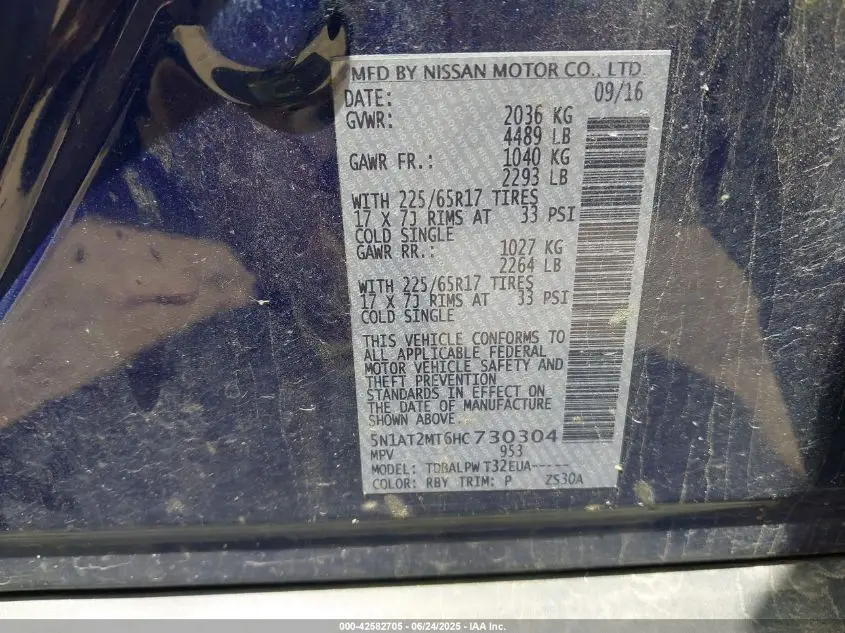 MFD BY NISSAN MOTOR CO., LTD.
DATE: 09/16
GVWR: 2036 KG
4489 LB
GAWR FR.: 1040 KG
2293 LB
WITH 225/65R17 TIRES
17 X 7J RIMS AT 33 PSI
COLD SINGLE
GAWR RR.: 1027 KG
2264 LB
WITH 225/65R17 TIRES
17 X 7J RIMS AT 33 PSI
COLD SINGLE
THIS VEHICLE CONFORMS TO
ALL APPLICABLE FEDERAL
MOTOR VEHICLE SAFETY AND
THEFT PREVENTION
STANDARDS IN EFFECT ON
THE DATE OF MANUFACTURE
SHOWN ABOVE.
5N1AT2MT6HC730304
MPV 953
MODEL: TDBALPW T32EUA-----
COLOR: RBY TRIM: P ZS30A
000-42582705 - 06/24/2025 - IAA Inc.